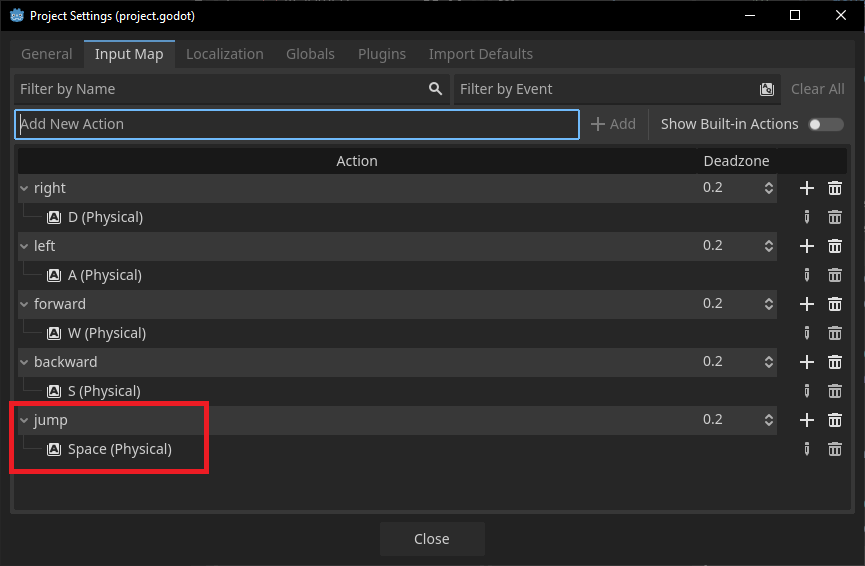 Project Settings (project.godot)
General Input Map Localization Globals Plugins Import Defaults
Filter by Name Filter by Event Clear All
Add New Action Add Show Built-in Actions
Action Deadzone
right 0.2
D (Physical)
left 0.2
A (Physical)
forward 0.2
W (Physical)
backward 0.2
S (Physical)
jump 0.2
Space (Physical)
Close